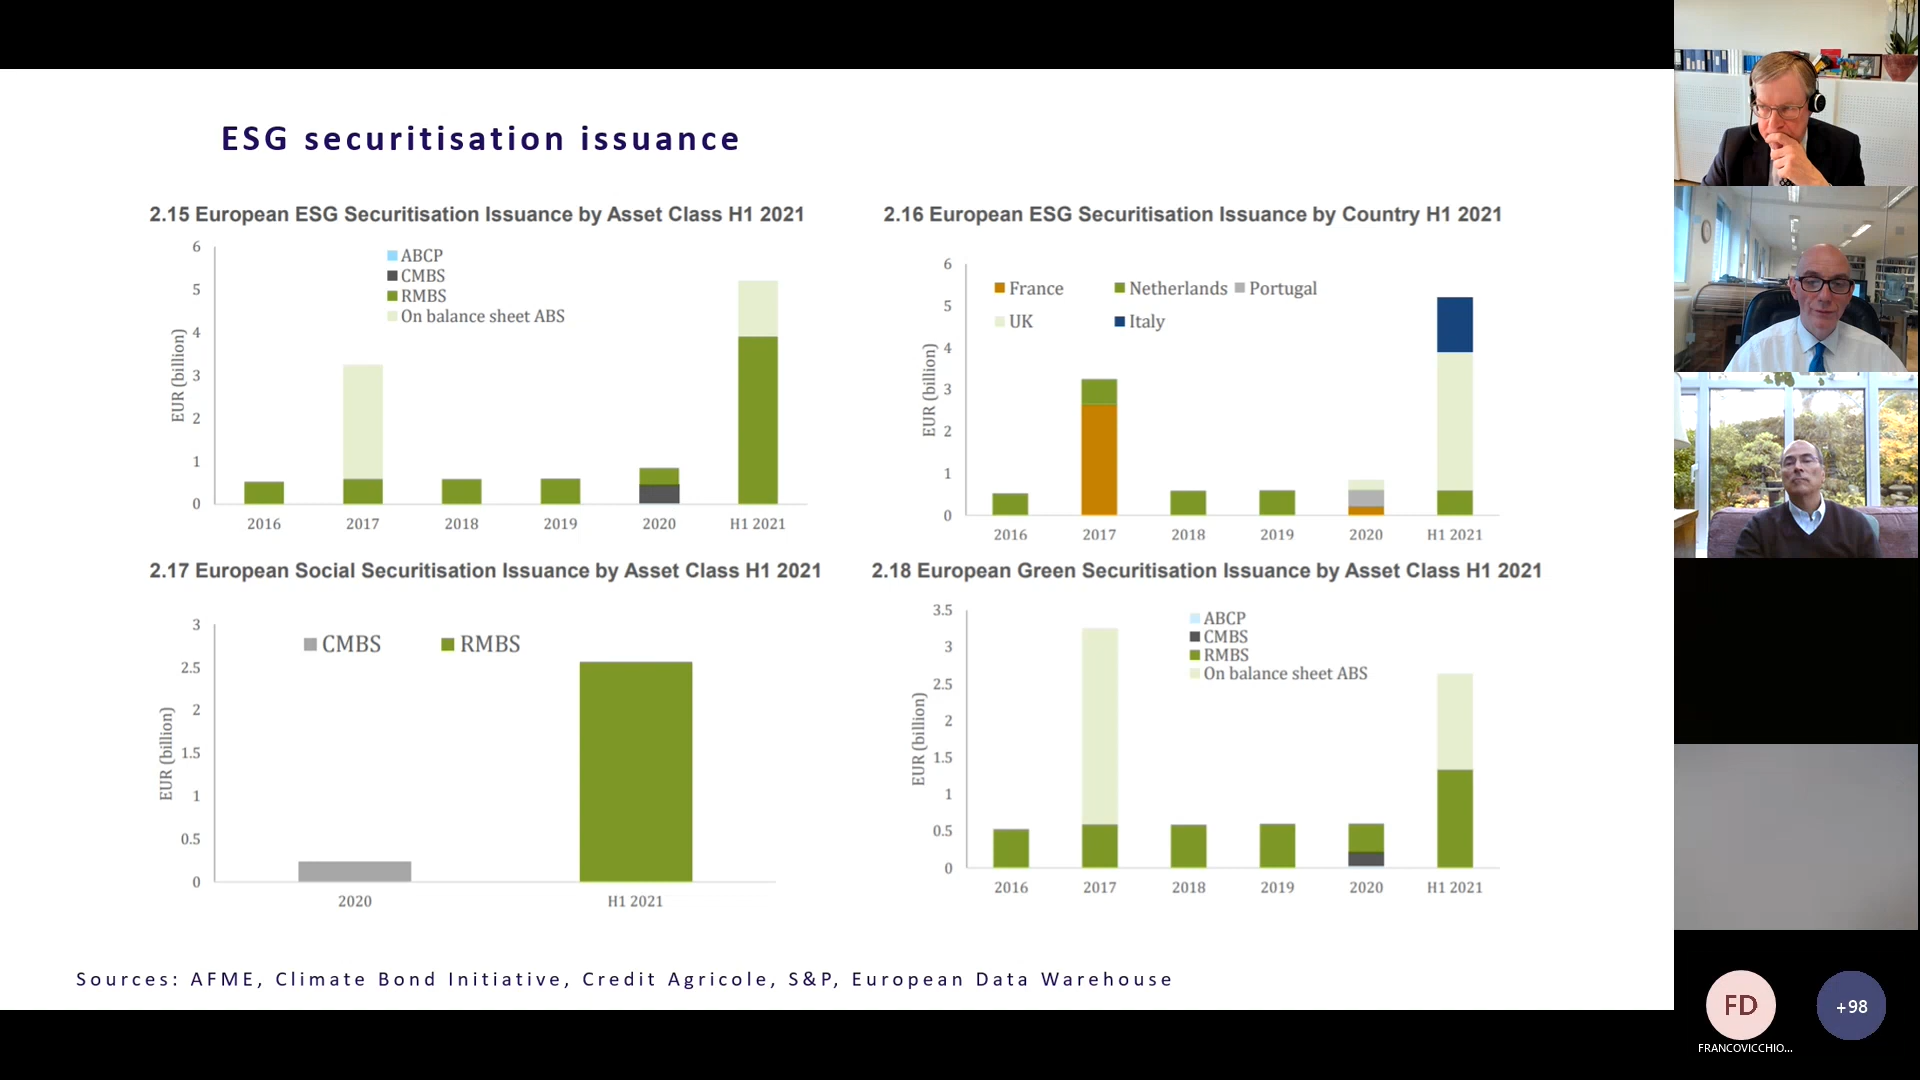 ESG securitisation issuance
2.15 European ESG Securitisation Issuance by Asset Class H1 2021
6
5
4
3
2
1
0
EUR (billion)
ABCP
CMBS
RMBS
On balance sheet ABS
2016 2017 2018 2019 2020 H1 2021
2.16 European ESG Securitisation Issuance by Country H1 2021
6
5
4
3
2
1
0
EUR (billion)
France Netherlands Portugal
UK Italy
2016 2017 2018 2019 2020 H1 2021
2.17 European Social Securitisation Issuance by Asset Class H1 2021
3
2.5
2
1.5
1
0.5
0
EUR (billion)
CMBS RMBS
2020 H1 2021
2.18 European Green Securitisation Issuance by Asset Class H1 2021
3.5
3
2.5
2
1.5
1
0.5
0
EUR (billion)
ABCP
CMBS
RMBS
On balance sheet ABS
2016 2017 2018 2019 2020 H1 2021
Sources: AFME, Climate Bond Initiative, Credit Agricole, S&P, European Data Warehouse
FD
+98
FRANCOVICCHIO...